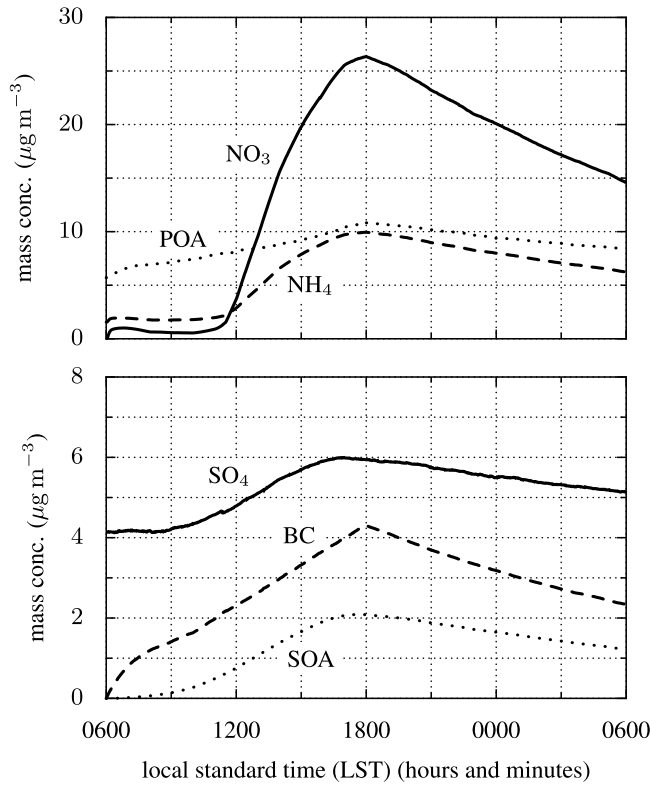 30
20
10
0
mass conc. (μg m⁻³)
NO₃
POA
NH₄
8
6
4
2
0
mass conc. (μg m⁻³)
SO₄
BC
SOA
0600 1200 1800 0000 0600
local standard time (LST) (hours and minutes)